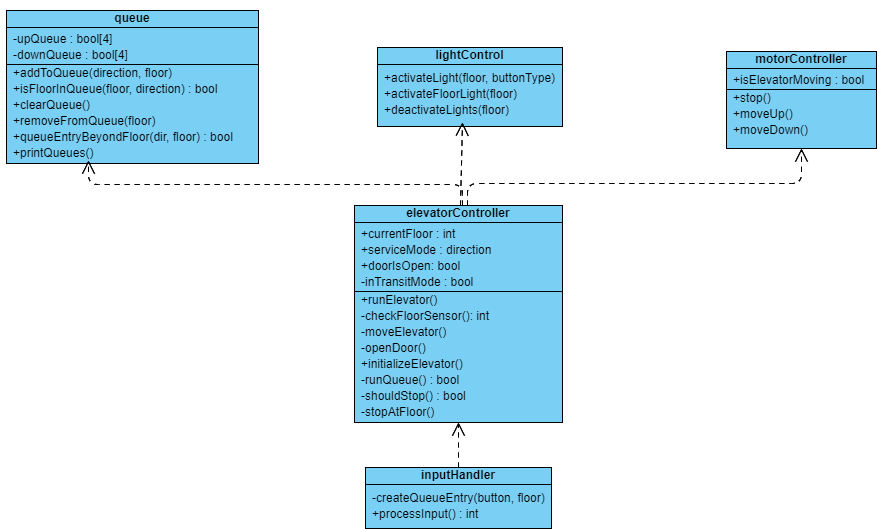 queue
-upQueue : bool[4]
-downQueue : bool[4]
+addToQueue(direction, floor)
+isFloorInQueue(floor, direction) : bool
+clearQueue()
+removeFromQueue(floor)
+queueEntryBeyondFloor(dir, floor) : bool
+printQueues()
lightControl
+activateLight(floor, buttonType)
+activateFloorLight(floor)
+deactivateLights(floor)
motorController
+isElevatorMoving : bool
+stop()
+moveUp()
+moveDown()
elevatorController
+currentFloor : int
+serviceMode : direction
+doorIsOpen: bool
-inTransitMode : bool
+runElevator()
-checkFloorSensor(): int
-moveElevator()
-openDoor()
+initializeElevator()
-runQueue() : bool
-shouldStop() : bool
-stopAtFloor()
inputHandler
-createQueueEntry(button, floor)
+processInput() : int